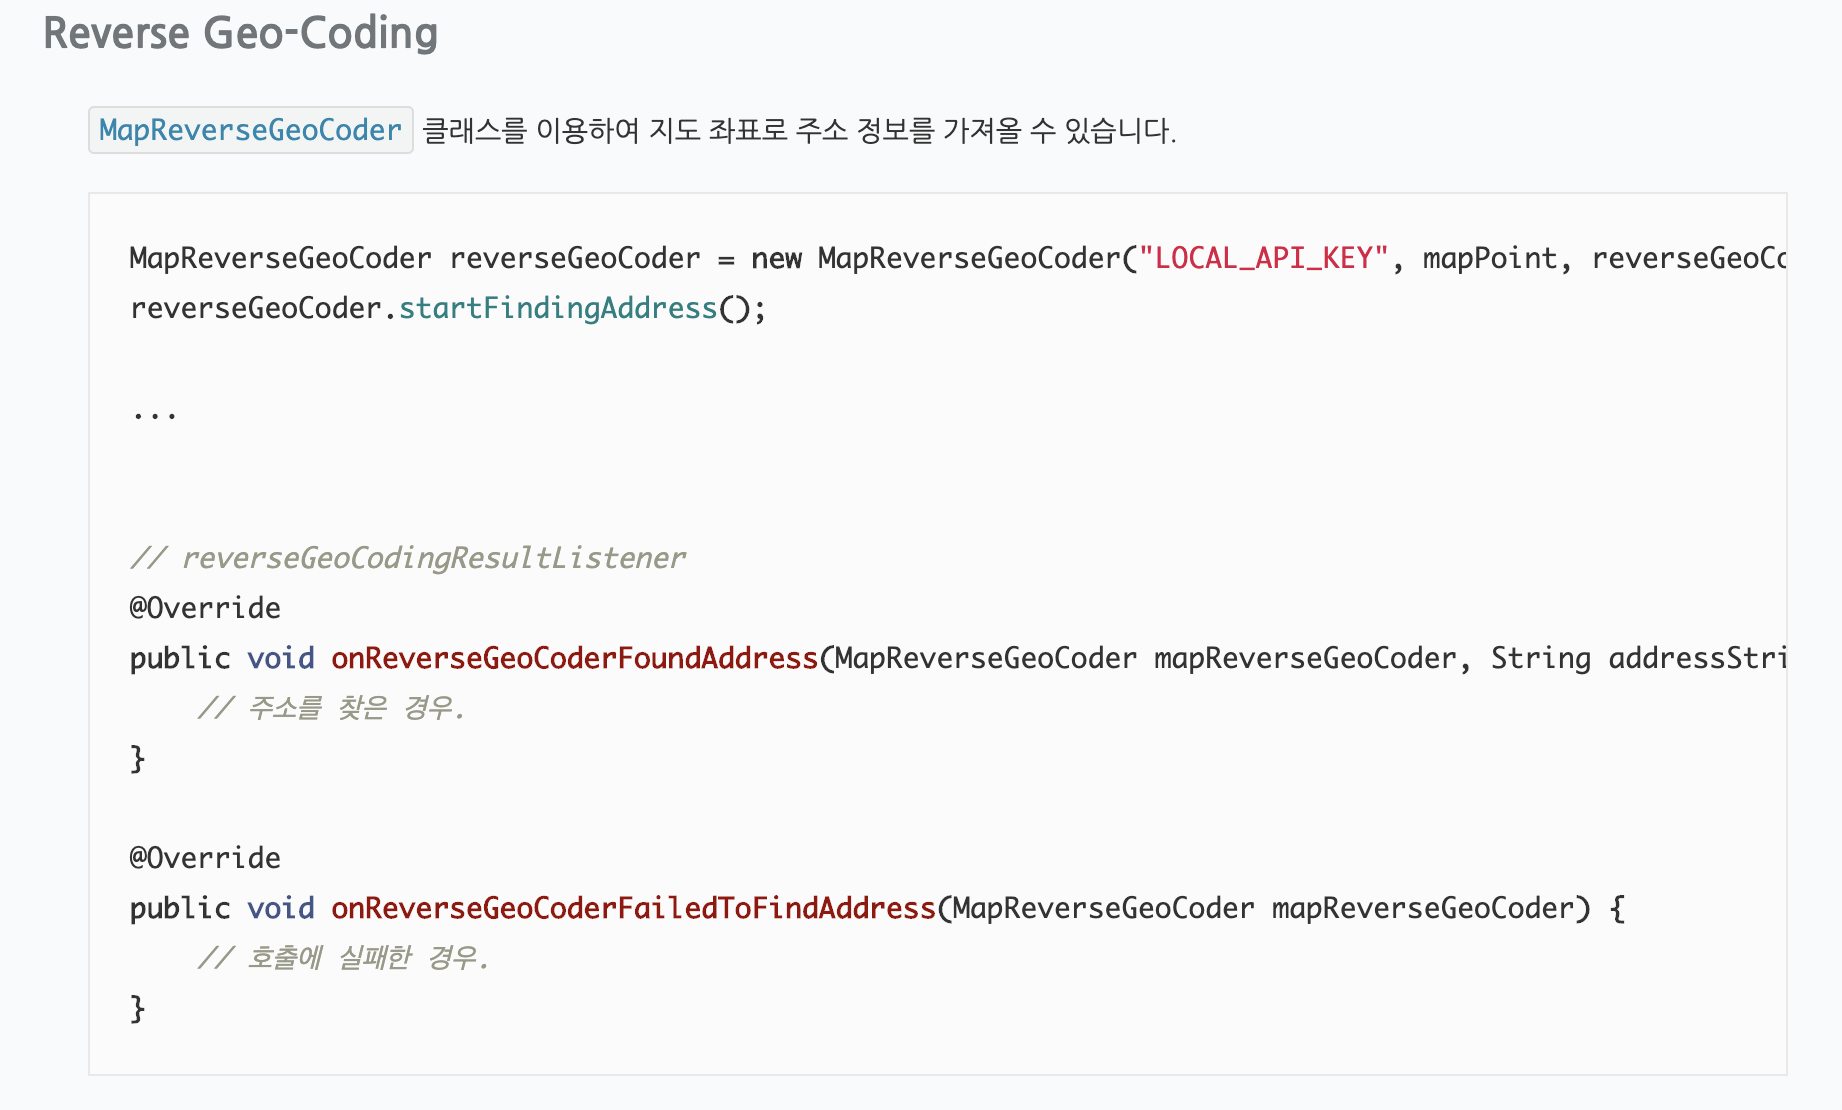 Reverse Geo-Coding
MapReverseGeoCoder 클래스를 이용하여 지도 좌표로 주소 정보를 가져올 수 있습니다.
MapReverseGeoCoder reverseGeoCoder = new MapReverseGeoCoder("LOCAL_API_KEY", mapPoint, reverseGeoCo
reverseGeoCoder.startFindingAddress();
...
// reverseGeoCodingResultListener
@Override
public void onReverseGeoCoderFoundAddress(MapReverseGeoCoder mapReverseGeoCoder, String addressStri
// 주소를 찾은 경우.
}
@Override
public void onReverseGeoCoderFailedToFindAddress(MapReverseGeoCoder mapReverseGeoCoder) {
// 호출에 실패한 경우.
}